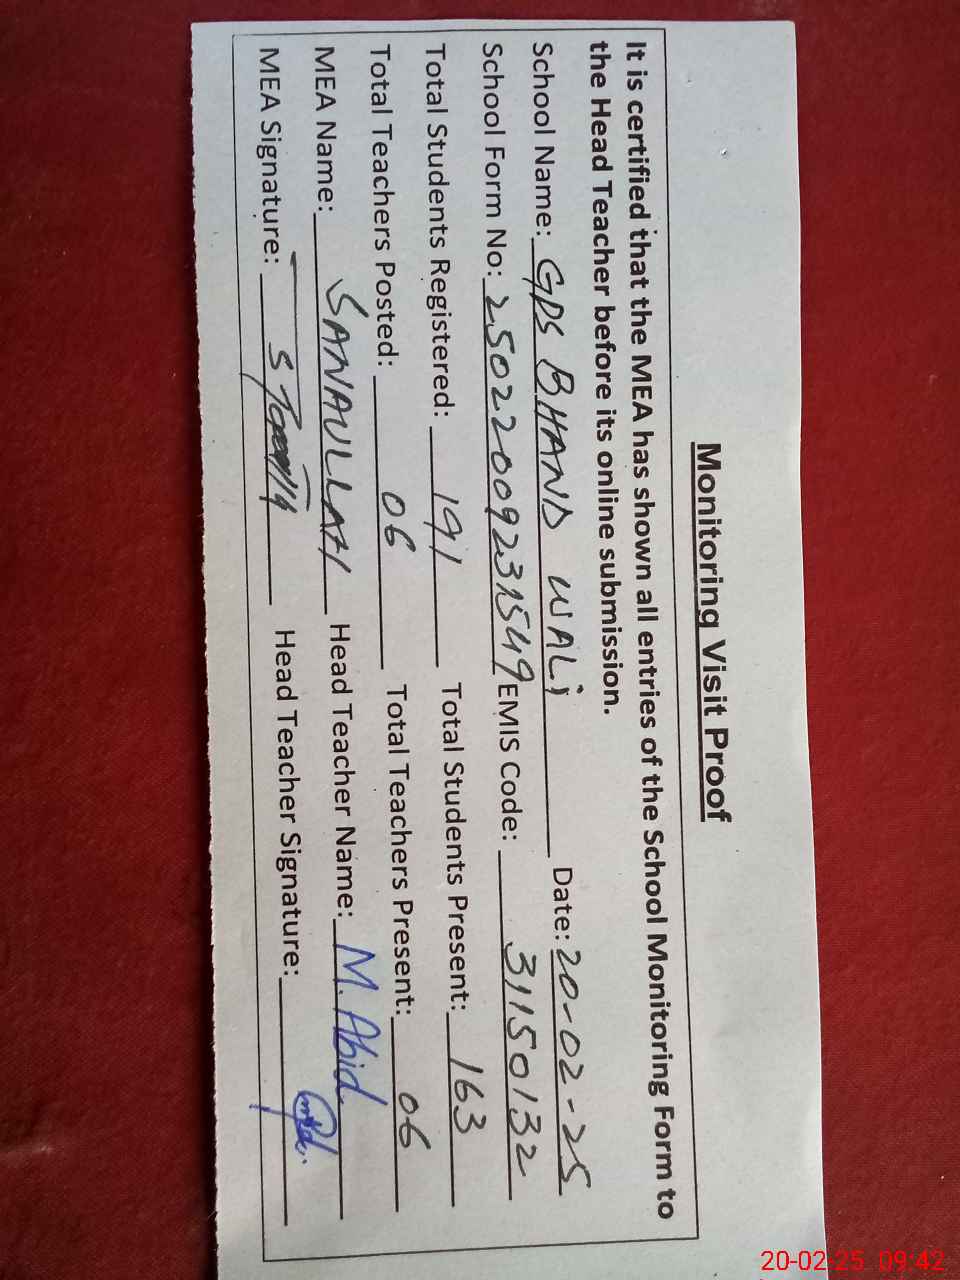 Monitoring Visit Proof
It is certified that the MEA has shown all entries of the School Monitoring Form to
the Head Teacher before its online submission.
School Name: GPS BHAND WALi Date: 20-02-25
School Form No: 25022009231549 EMIS Code: 31150132
Total Students Registered: 191 Total Students Present: 163
Total Teachers Posted: 06 Total Teachers Present: 06
MEA Name: SANAULLAH Head Teacher Name: M. Abid
MEA Signature: Head Teacher Signature:
20-02-25 09:42